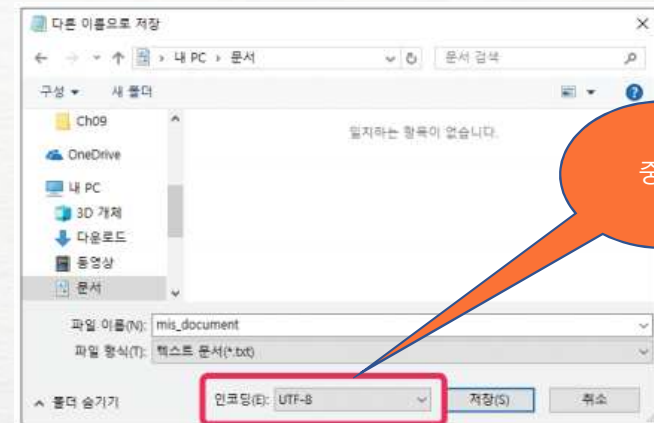 다른 이름으로 저장
내 PC > 문서
문서 검색
구성
새 폴더
Ch09
일치하는 항목이 없습니다.
OneDrive
내 PC
3D 개체
다운로드
동영상
문서
중
파일 이름(N): mis_document
파일 형식(T): 텍스트 문서(*.txt)
폴더 숨기기
인코딩(E): UTF-8
저장(S)
취소